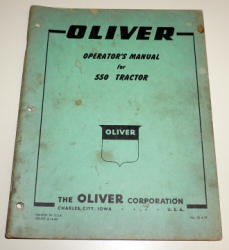 OLIVER
OPERATOR'S MANUAL
for
550 TRACTOR
OLIVER
THE OLIVER CORPORATION
CHARLES CITY, IOWA U.S.A.